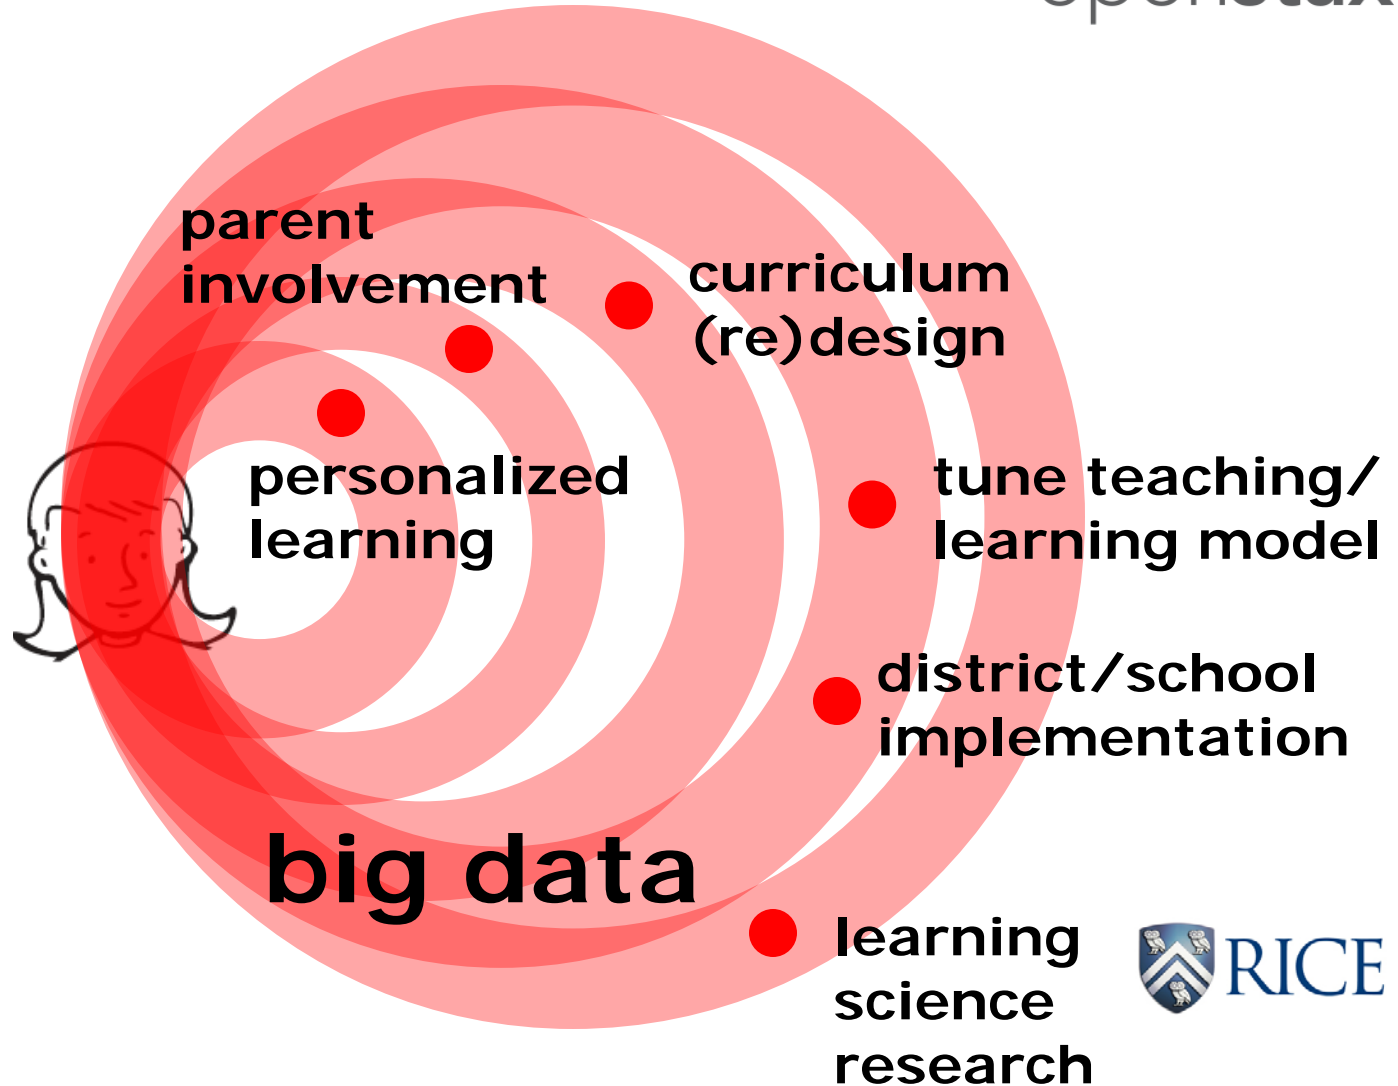 openstax
parent
involvement
curriculum
(re)design
personalized
learning
tune teaching/
learning model
district/school
implementation
big data
learning
science
research
RICE